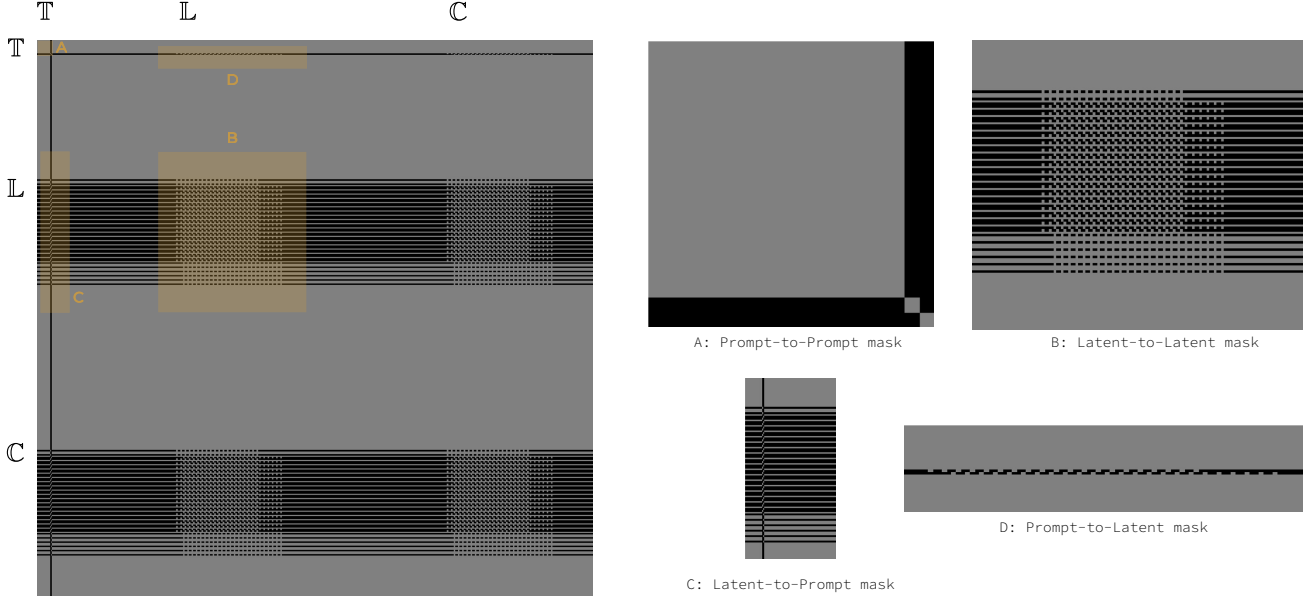 𝕋 𝕃 ℂ
𝕋
A
D
B
𝕃
C
ℂ
A: Prompt-to-Prompt mask
B: Latent-to-Latent mask
D: Prompt-to-Latent mask
C: Latent-to-Prompt mask